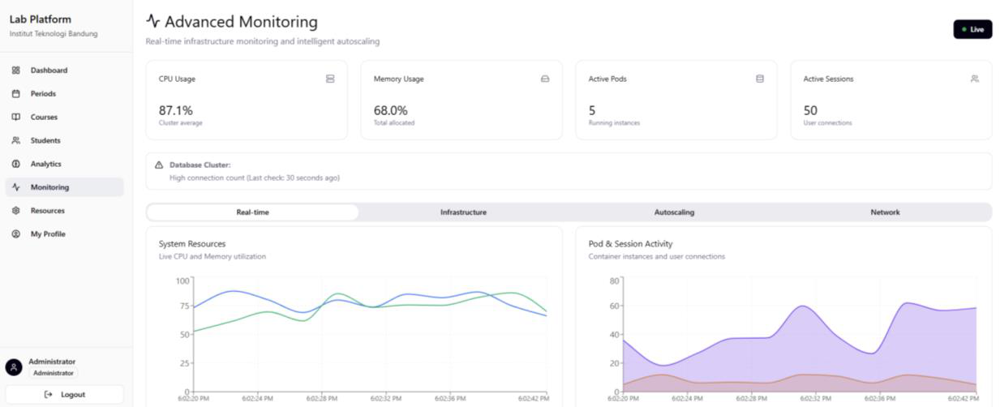 Lab Platform
Institut Teknologi Bandung
Dashboard
Periods
Courses
Students
Analytics
Monitoring
Resources
My Profile
Administrator
Administrator
Logout
Advanced Monitoring
Real-time infrastructure monitoring and intelligent autoscaling
Live
CPU Usage
87.1%
Cluster average
Memory Usage
68.0%
Total allocated
Active Pods
5
Running instances
Active Sessions
50
User connections
Database Cluster:
High connection count (Last check: 30 seconds ago)
Real-time Infrastructure Autoscaling Network
System Resources
Live CPU and Memory utilization
100
75
50
25
0
6:02:20 PM 6:02:24 PM 6:02:28 PM 6:02:32 PM 6:02:36 PM 6:02:42 PM
Pod & Session Activity
Container instances and user connections
80
60
40
20
0
6:02:20 PM 6:02:24 PM 6:02:28 PM 6:02:32 PM 6:02:36 PM 6:02:42 PM